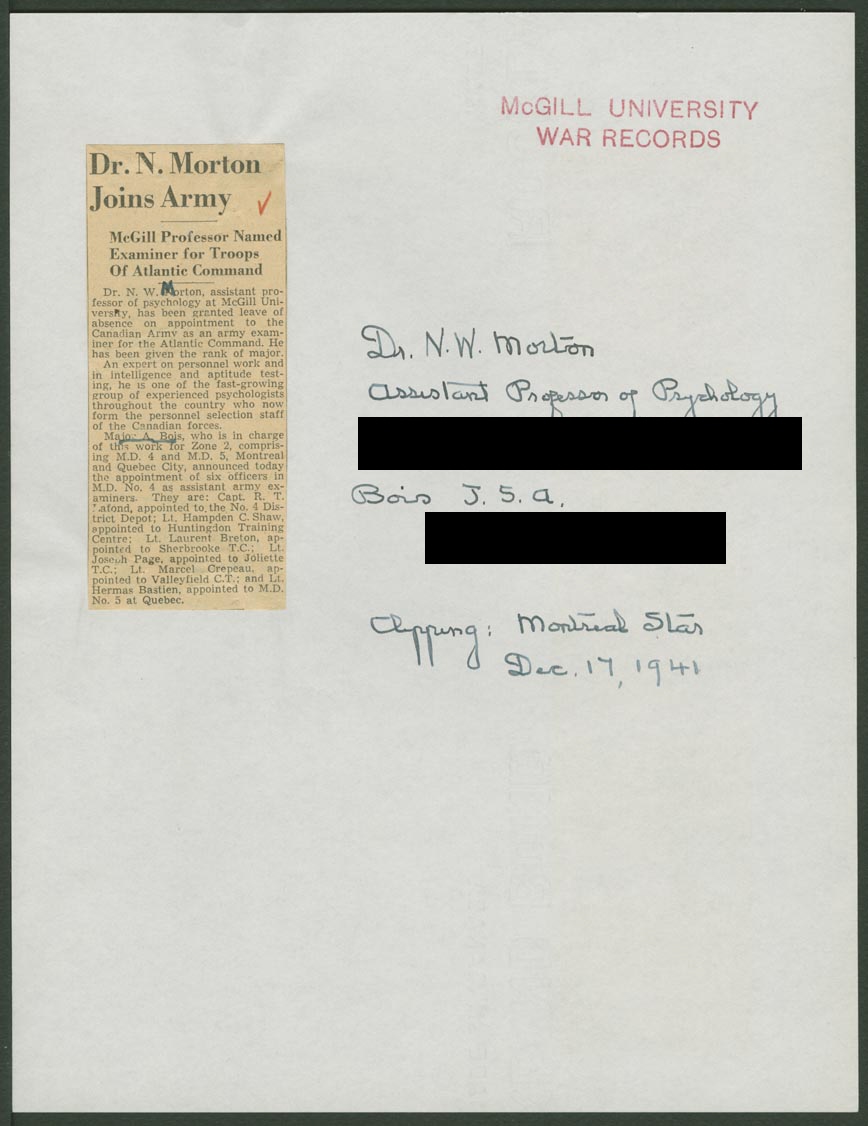 McGILL UNIVERSITY
WAR RECORDS
Dr. N. Morton
Joins Army
McGill Professor Named
Examiner for Troops
Of Atlantic Command
Dr. N. W. Morton, assistant pro-
fessor of psychology at McGill Uni-
versity, has been granted leave of
absence on appointment to the
Canadian Army as an army exam-
iner for the Atlantic Command. He
has been given the rank of major.
An expert on personnel work and
in intelligence and aptitude test-
ing, he is one of the fast-growing
group of experienced psychologists
throughout the country who now
form the personnel selection staff
of the Canadian forces.
Major A. Bois, who is in charge
of this work for Zone 2, compris-
ing M.D. 4 and M.D. 5, Montreal
and Quebec City, announced today
the appointment of six officers in
M.D. No. 4 as assistant army ex-
aminers. They are: Capt. R. T.
Lafond, appointed to the No. 4 Dis-
trict Depot; Lt. Hampden C. Shaw,
appointed to Huntingdon Training
Centre; Lt. Laurent Breton, ap-
pointed to Sherbrooke T.C.; Lt.
Joseph Page, appointed to Joliette
T.C.; Lt. Marcel Crepeau, ap-
pointed to Valleyfield C.T.; and Lt.
Hermas Bastien, appointed to M.D.
No. 5 at Quebec.
Dr. N.W. Morton
Assistant Professor of Psychology
Bois J. S. A.
Clipping: Montreal Star
Dec. 17, 1941